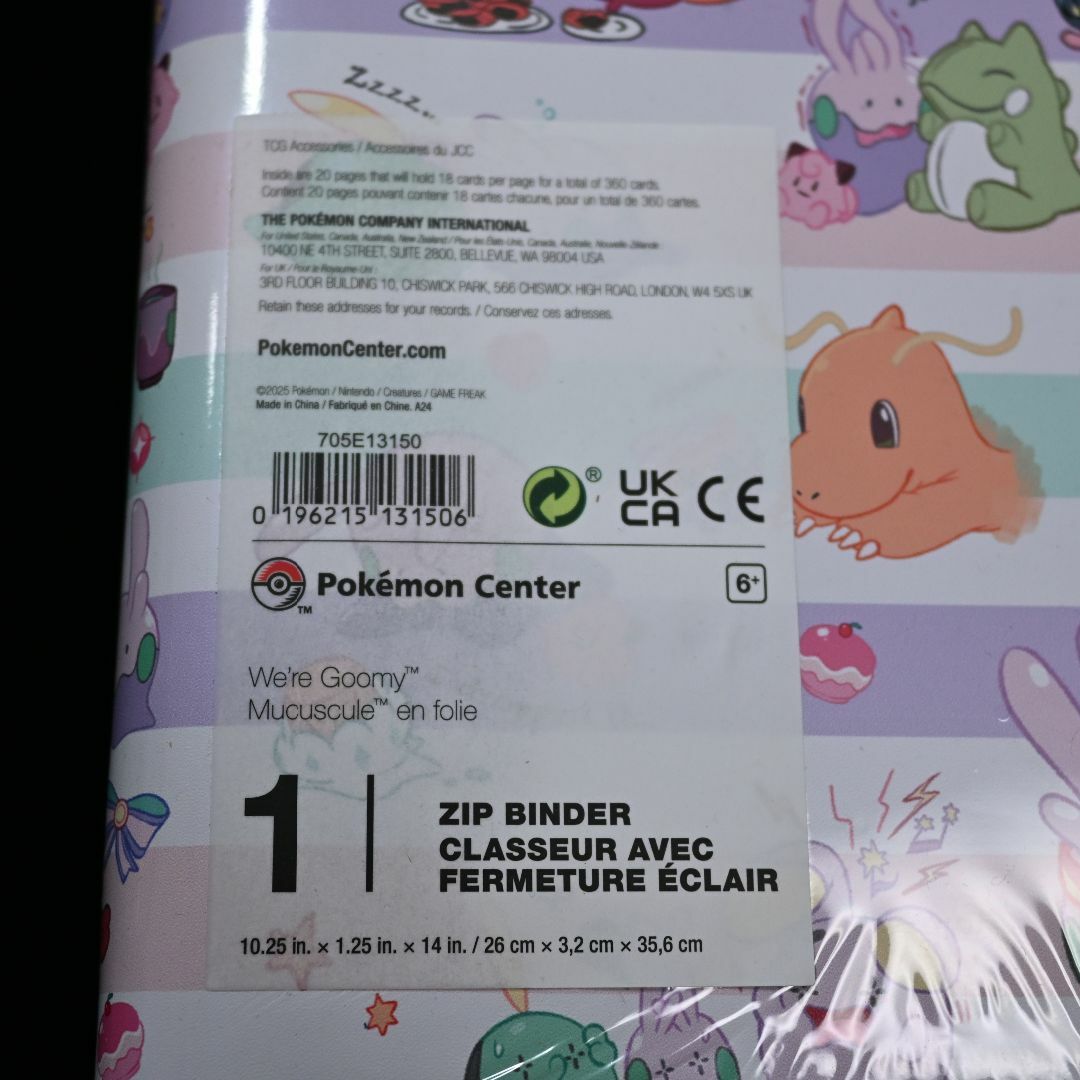 Zzzz..
TCG Accessories / Accessoires du JCC
Inside are 20 pages that will hold 18 cards per page for a total of 360 cards.
Contient 20 pages pouvant contenir 18 cartes chacune, pour un total de 360 cartes.
THE POKÉMON COMPANY INTERNATIONAL
For United States, Canada, Australia, New Zealand / Pour les États-Unis, Canada, Australie, Nouvelle-Zélande :
10400 NE 4TH STREET, SUITE 2800, BELLEVUE, WA 98004 USA
For UK / Pour le Royaume-Uni :
3RD FLOOR BUILDING 10, CHISWICK PARK, 566 CHISWICK HIGH ROAD, LONDON, W4 5XS UK
Retain these addresses for your records. / Conservez ces adresses.
PokemonCenter.com
©2025 Pokémon / Nintendo / Creatures / GAME FREAK
Made in China / Fabriqué en Chine. A24
705E13150
0 196215 131506
® UK CA CE
Pokémon Center
TM
6+
We're Goomy™
Mucuscule™ en folie
1
ZIP BINDER
CLASSEUR AVEC
FERMETURE ÉCLAIR
10.25 in. × 1.25 in. × 14 in. / 26 cm × 3,2 cm × 35,6 cm